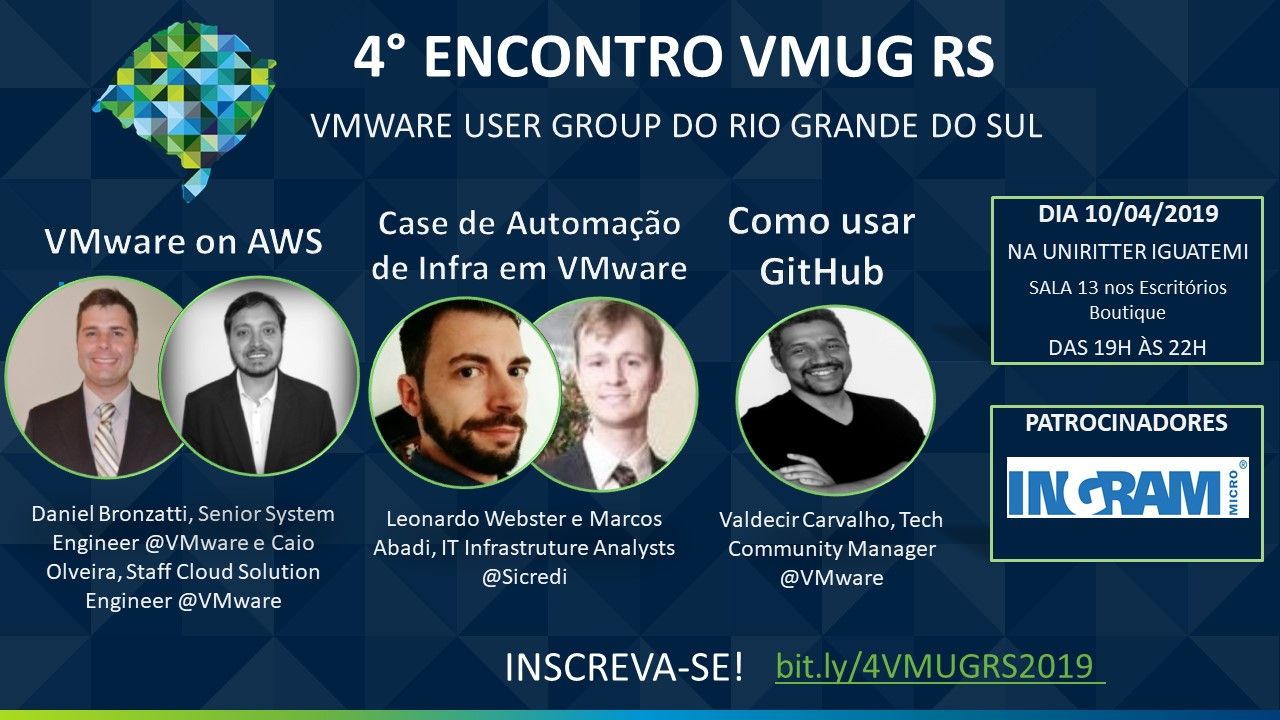 4° ENCONTRO VMUG RS
VMWARE USER GROUP DO RIO GRANDE DO SUL
VMware on AWS
Daniel Bronzatti, Senior System
Engineer @VMware e Caio
Olveira, Staff Cloud Solution
Engineer @VMware
Case de Automação
de Infra em VMware
Leonardo Webster e Marcos
Abadi, IT Infrastruture Analysts
@Sicredi
Como usar
GitHub
Valdecir Carvalho, Tech
Community Manager
@VMware
DIA 10/04/2019
NA UNIRITTER IGUATEMI
SALA 13 nos Escritórios
Boutique
DAS 19H ÀS 22H
PATROCINADORES
INGRAM MICRO®
INSCREVA-SE! bit.ly/4VMUGRS2019